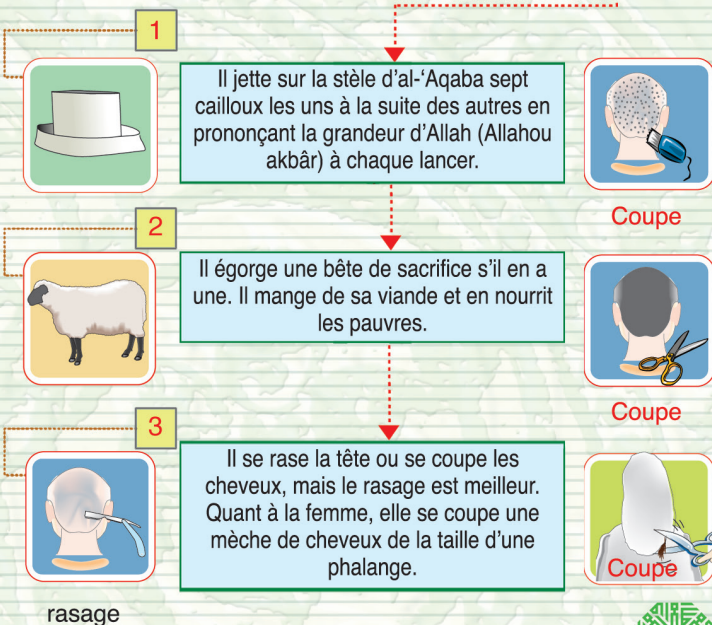 1
Il jette sur la stèle d'al-‘Aqaba sept
cailloux les uns à la suite des autres en
prononçant la grandeur d'Allah (Allahou
akbâr) à chaque lancer.
Coupe
2
Il égorge une bête de sacrifice s'il en a
une. Il mange de sa viande et en nourrit
les pauvres.
Coupe
3
Il se rase la tête ou se coupe les
cheveux, mais le rasage est meilleur.
Quant à la femme, elle se coupe une
mèche de cheveux de la taille d'une
phalange.
Coupe
rasage